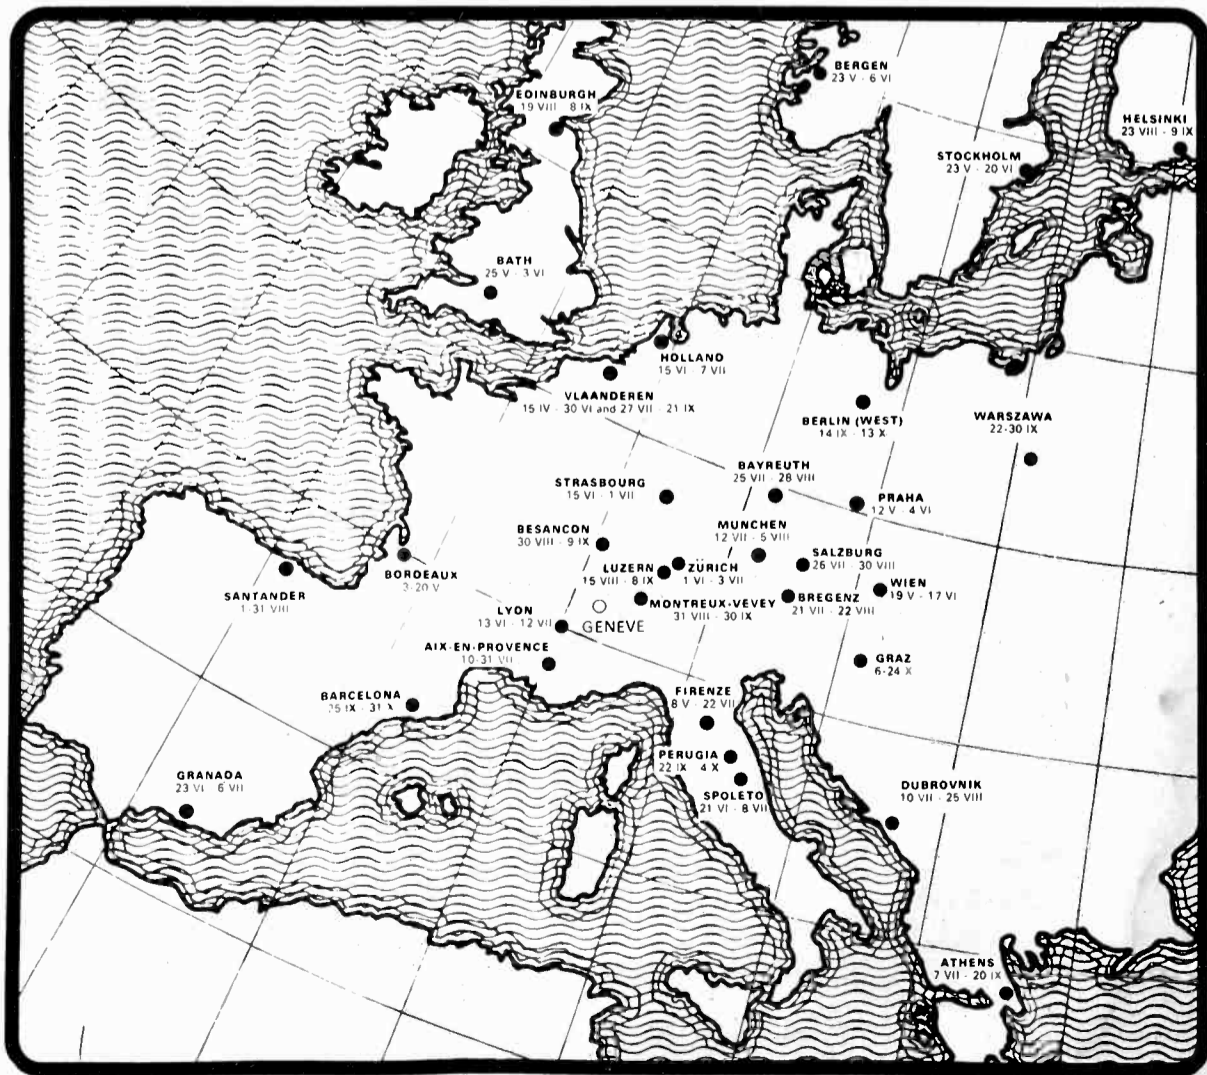 BERGEN
23 V - 6 VI
EDINBURGH
19 VIII - 8 IX
HELSINKI
23 VIII - 9 IX
STOCKHOLM
23 V - 20 VI
BATH
25 V - 3 VI
HOLLAND
15 VI - 7 VII
VLAANDEREN
15 IV - 30 VI and 27 VII - 21 IX
BERLIN (WEST)
14 IX - 13 X
WARSZAWA
22-30 IX
BAYREUTH
25 VII - 28 VIII
STRASBOURG
15 VI - 1 VII
PRAHA
12 V - 4 VI
BESANCON
30 VIII - 9 IX
MUNCHEN
12 VII - 5 VIII
SALZBURG
26 VII - 30 VIII
LUZERN
15 VIII - 8 IX
ZÜRICH
1 VI - 3 VII
BORDEAUX
3-20 V
WIEN
19 V - 17 VI
SANTANDER
1-31 VIII
MONTREUX-VEVEY
31 VIII - 30 IX
BREGENZ
21 VII - 22 VIII
LYON
13 VI - 12 VII
GENEVE
AIX-EN-PROVENCE
10-31 VII
GRAZ
6-24 X
BARCELONA
25 IX - 31 X
FIRENZE
8 V - 22 VII
PERUGIA
22 IX 4 X
GRANADA
23 VI 6 VII
SPOLETO
21 VI - 8 VII
DUBROVNIK
10 VII - 25 VIII
ATHENS
7 VII - 20 IX